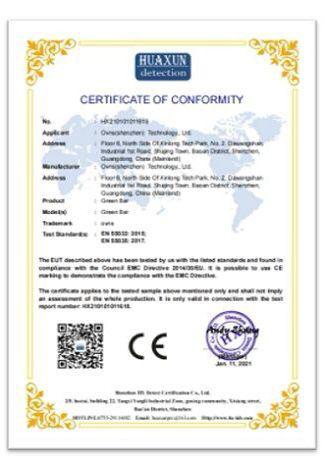 HUAXUN
detection
CERTIFICATE OF CONFORMITY
No. : HX210101011618
Applicant : Ovns(shenzhen) Technology., Ltd.
Address : Floor 6, North Side Of Xinlong Tech Park, No. 2, Dawangshan
Industrial 1st Road, Shajing Town, Baoan District, Shenzhen,
Guangdong, China (Mainland)
Manufacturer : Ovns(shenzhen) Technology., Ltd.
Address : Floor 6, North Side Of Xinlong Tech Park, No. 2, Dawangshan
Industrial 1st Road, Shajing Town, Baoan District, Shenzhen,
Guangdong, China (Mainland)
Product : Green Bar
Model(s) : Green Bar
Trademark : ovns
Test Standard(s) : EN 55032: 2015;
EN 55035: 2017.
The EUT described above has been tested by us with the listed standards and found in
compliance with the Council EMC Directive 2014/30/EU. It is possible to use CE
marking to demonstrate the compliance with the EMC Directive.
The certificate applies to the tested sample above mentioned only and shall not imply
an assessment of the whole production. It is only valid in connection with the test
report number: HX210101011618.
CE
Andy Zhang
Jan. 11, 2021
Shenzhen HX Detect Certification Co., Ltd.